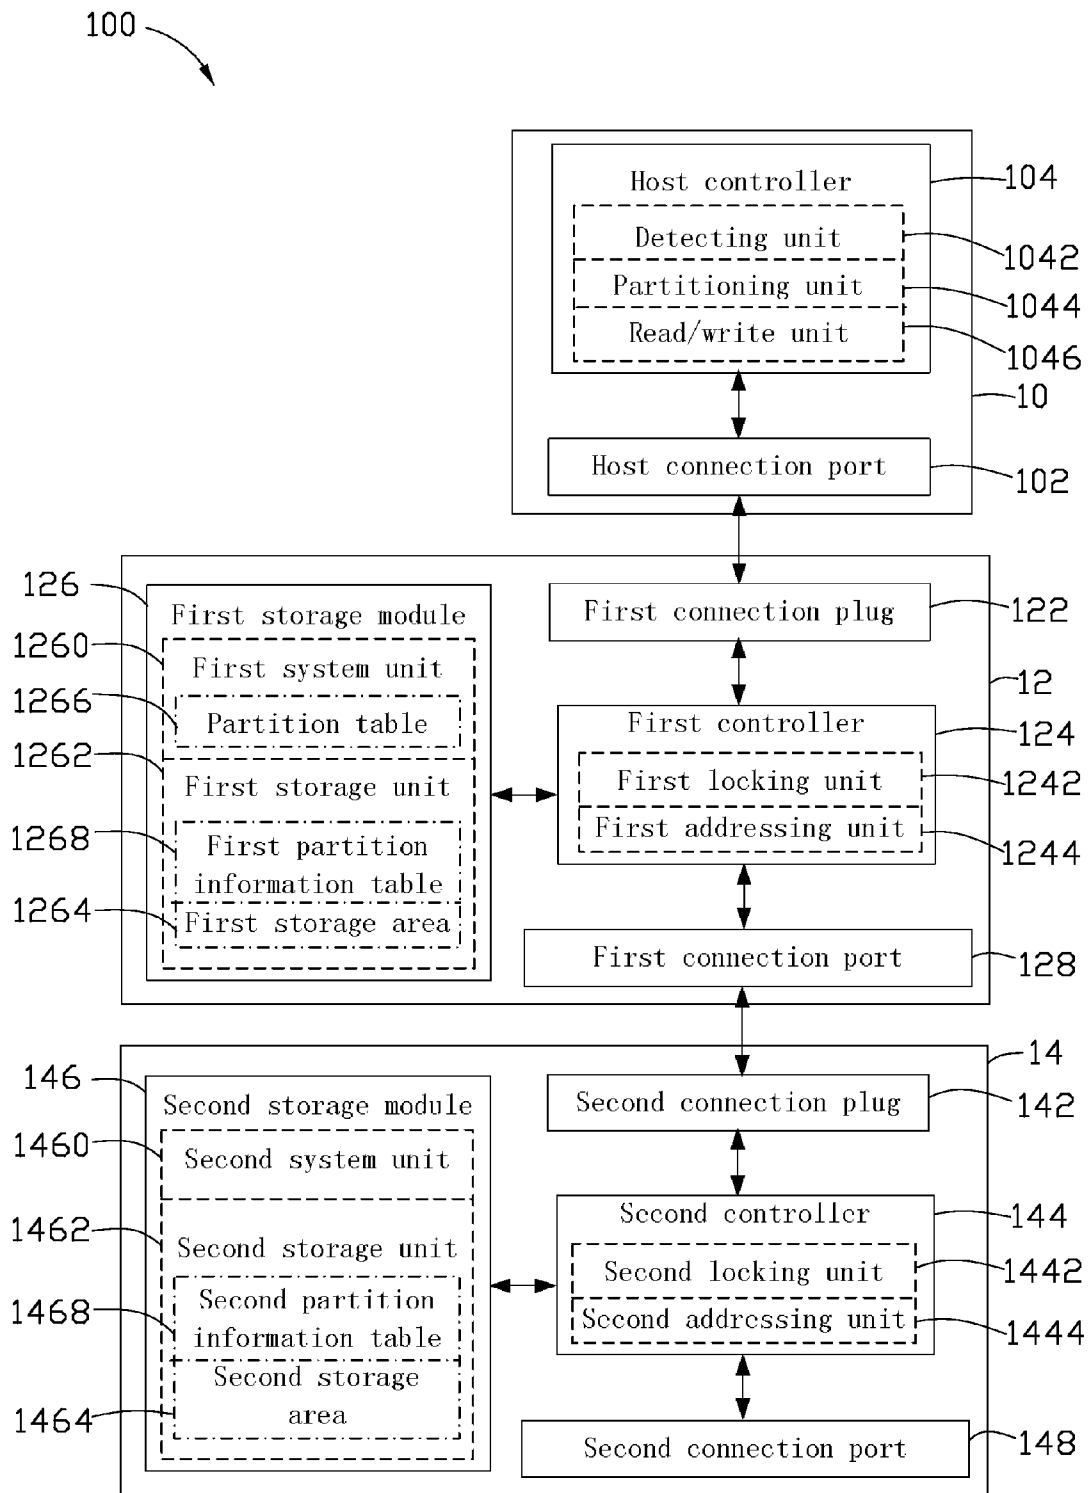 100
Host controller
104
Detecting unit
1042
Partitioning unit
1044
Read/write unit
1046
10
Host connection port
102
126
First storage module
First connection plug
122
1260
First system unit
12
1266
Partition table
First controller
124
1262
First storage unit
First locking unit
1242
1268
First partition
information table
First addressing unit
1244
1264
First storage area
First connection port
128
14
146
Second storage module
Second connection plug
142
1460
Second system unit
Second controller
144
1462
Second storage unit
Second locking unit
1442
1468
Second partition
information table
Second addressing unit
1444
Second storage
area
1464
Second connection port
148